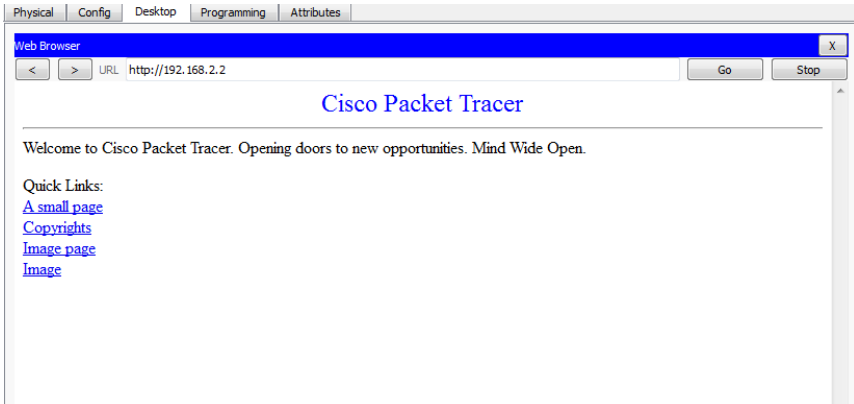 Physical Config Desktop Programming Attributes
Web Browser X
< > URL http://192.168.2.2 Go Stop
Cisco Packet Tracer
Welcome to Cisco Packet Tracer. Opening doors to new opportunities. Mind Wide Open.
Quick Links:
A small page
Copyrights
Image page
Image